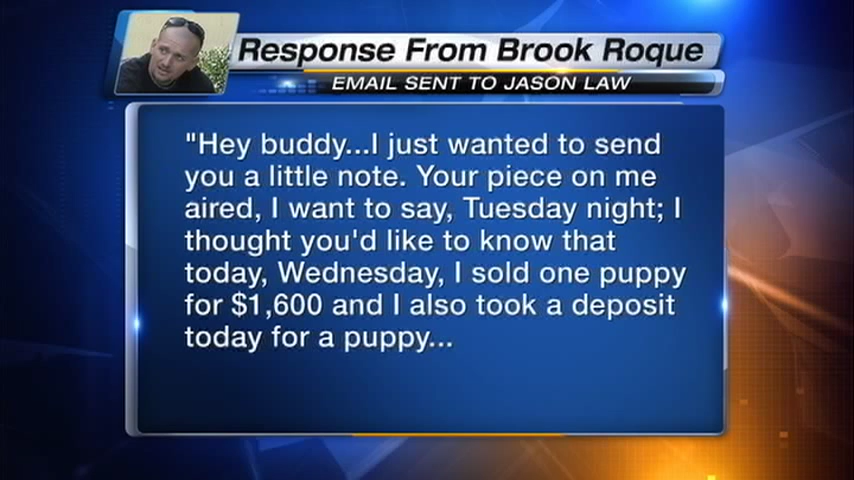 Response From Brook Roque
EMAIL SENT TO JASON LAW
"Hey buddy...I just wanted to send
you a little note. Your piece on me
aired, I want to say, Tuesday night; I
thought you'd like to know that
today, Wednesday, I sold one puppy
for $1,600 and I also took a deposit
today for a puppy...